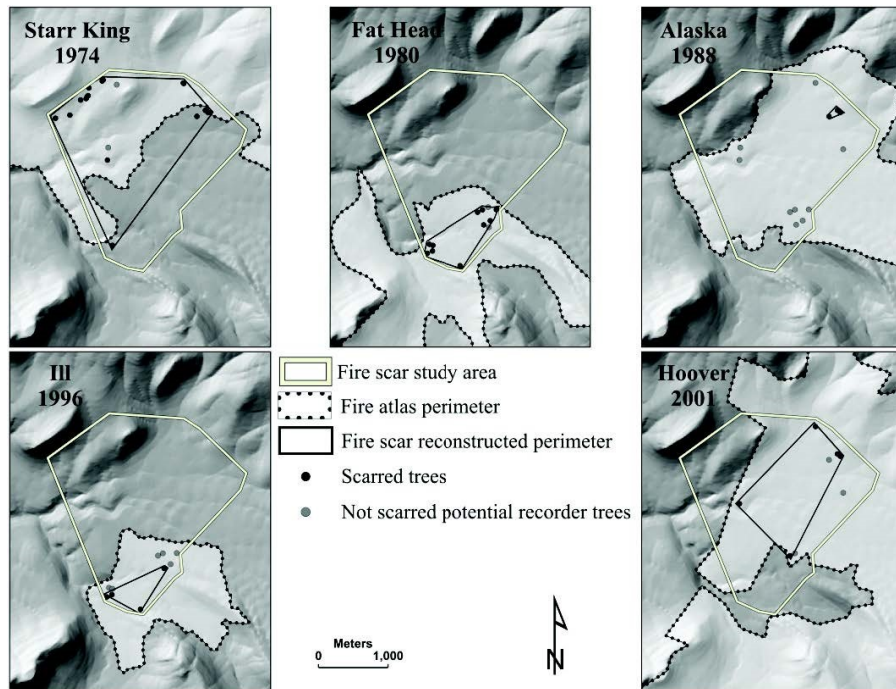 Starr King
1974
Fat Head
1980
Alaska
1988
Ill
1996
Fire scar study area
Fire atlas perimeter
Fire scar reconstructed perimeter
Scarred trees
Not scarred potential recorder trees
Meters
0 1,000
N
Hoover
2001